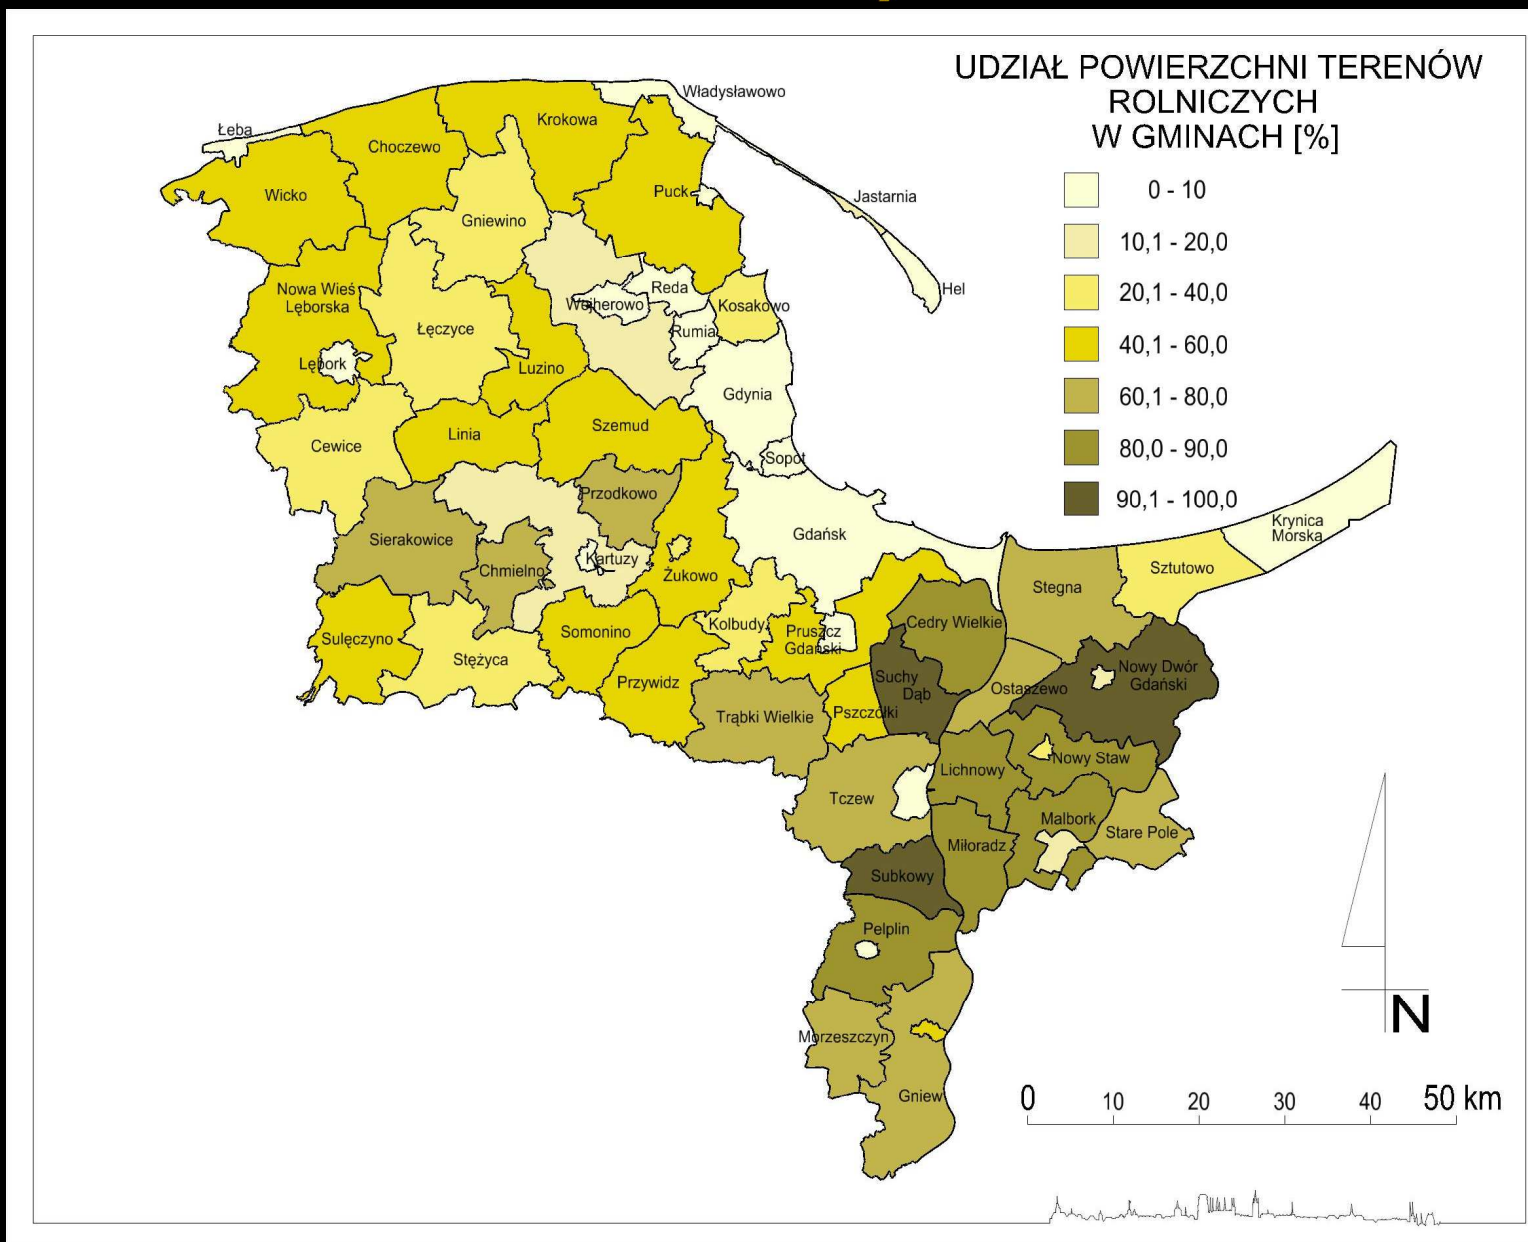 UDZIAŁ POWIERZCHNI TERENÓW
ROLNICZYCH
W GMINACH [%]
0 - 10
10,1 - 20,0
20,1 - 40,0
40,1 - 60,0
60,1 - 80,0
80,0 - 90,0
90,1 - 100,0
Władysławowo
Krokowa
Łeba
Choczewo
Wicko
Puck
Jastarnia
Gniewino
Hel
Nowa Wieś
Lęborska
Reda
Wejherowo
Kosakowo
Łęczyce
Rumia
Lębork
Luzino
Gdynia
Szemud
Linia
Cewice
Sopot
Przodkowo
Gdańsk
Krynica
Morska
Sierakowice
Kartuzy
Chmielno
Żukowo
Sztutowo
Stegna
Kolbudy
Cedry Wielkie
Somonino
Pruszcz
Gdański
Sulęczyno
Stężyca
Nowy Dwór
Gdański
Suchy
Dąb
Przywidz
Ostaszewo
Pszczółki
Trąbki Wielkie
Nowy Staw
Lichnowy
Tczew
Malbork
Stare Pole
Miłoradz
Subkowy
Pelplin
Morzeszczyn
Gniew
N
0 10 20 30 40 50 km